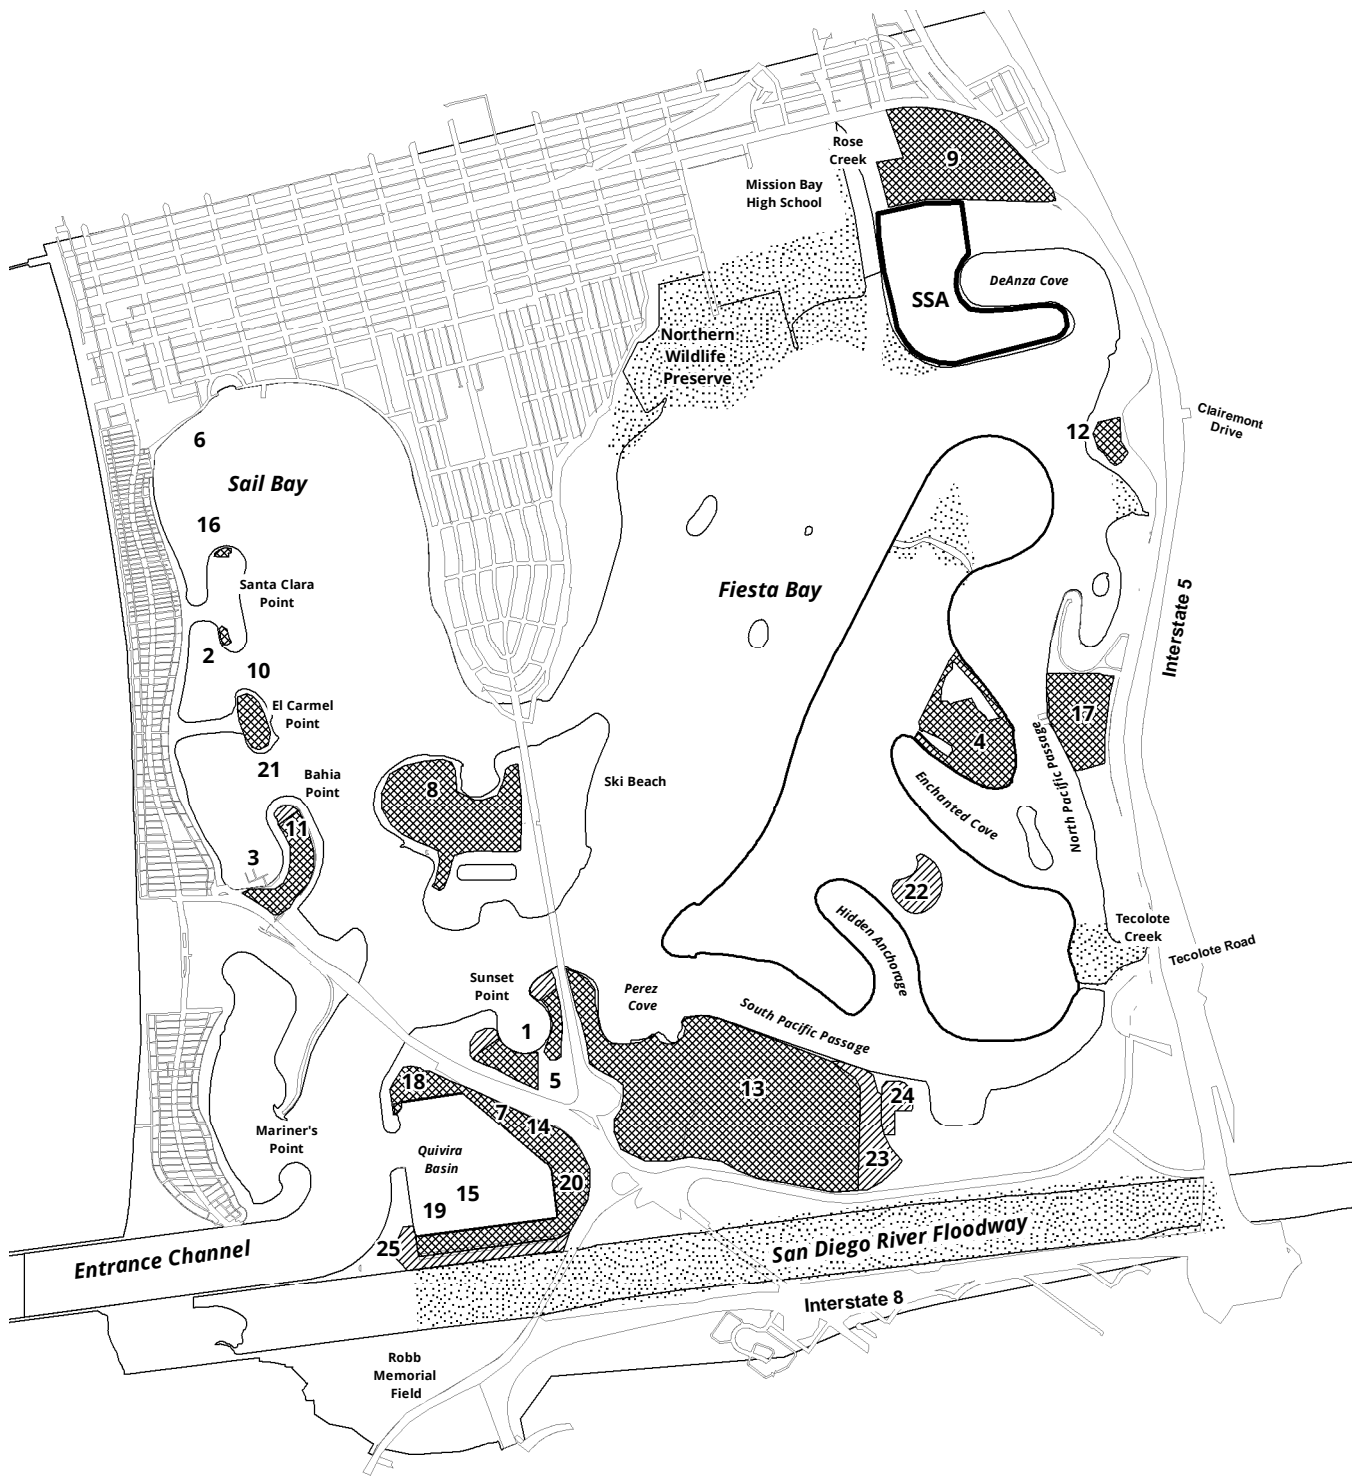 Rose
Creek
9
Mission Bay
High School
DeAnza Cove
SSA
Northern
Wildlife
Preserve
Clairemont
Drive
12
6
Sail Bay
16
Santa Clara
Point
Fiesta Bay
Interstate 5
2
10
El Carmel
Point
17
4
North Pacific Passage
21
Bahia
Point
Ski Beach
8
Enchanted Cove
11
3
22
Hidden Anchorage
Tecolote
Creek
Tecolote Road
Sunset
Point
Perez
Cove
South Pacific Passage
1
5
18
13
24
7
14
Mariner's
Point
Quivira
Basin
23
20
15
19
25
Entrance Channel
San Diego River Floodway
Interstate 8
Robb
Memorial
Field